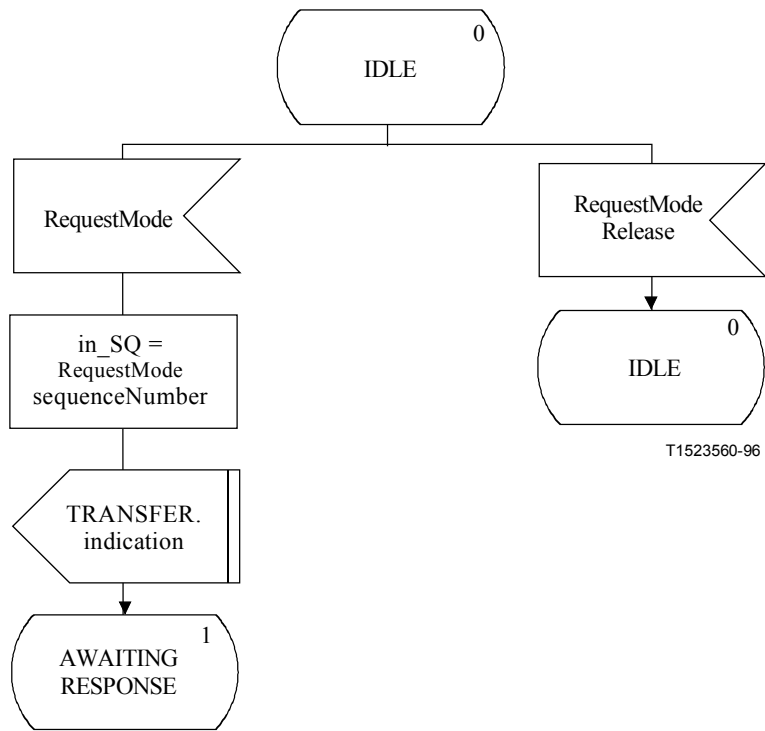 0
IDLE
RequestMode
RequestMode
Release
in_SQ =
RequestMode
sequenceNumber
0
IDLE
T1523560-96
TRANSFER.
indication
1
AWAITING
RESPONSE